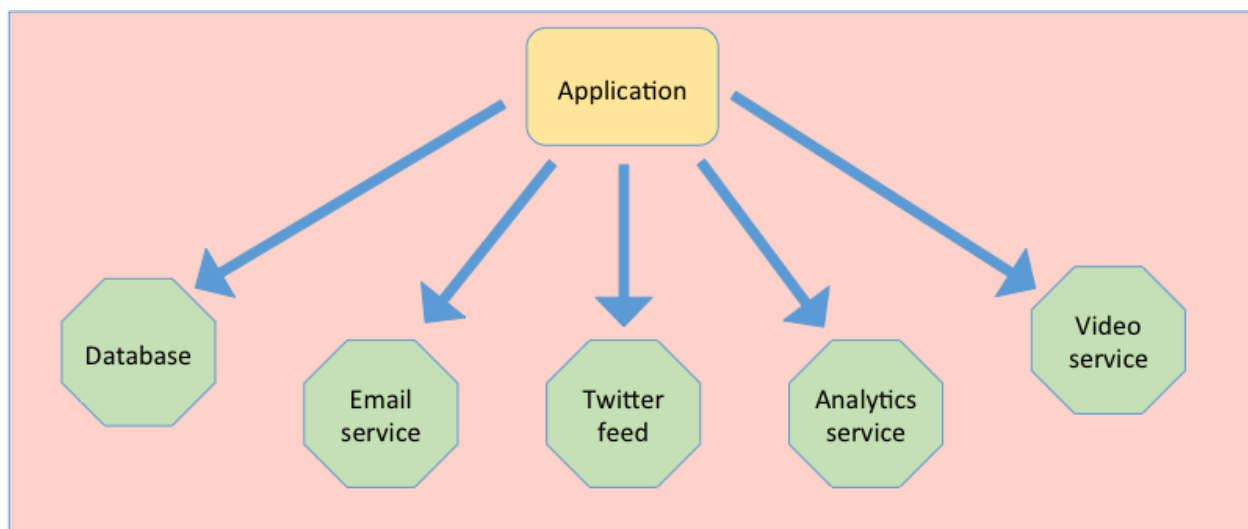 Application
Database
Email
service
Twitter
feed
Analytics
service
Video
service